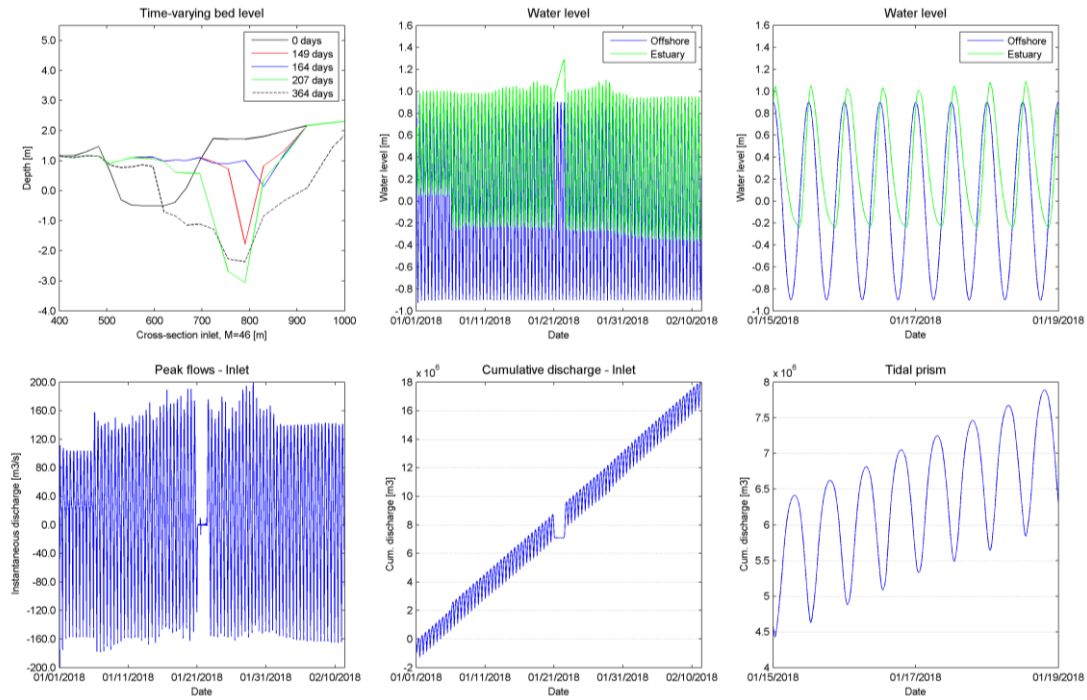 Time-varying bed level
5.0
4.0
3.0
2.0
1.0
0.0
-1.0
-2.0
-3.0
-4.0
Depth [m]
0 days
149 days
164 days
207 days
364 days
400 500 600 700 800 900 1000
Cross-section inlet, M=46 [m]
Water level
1.6
1.4
1.2
1.0
0.8
0.6
0.4
0.2
0.0
-0.2
-0.4
-0.6
-0.8
-1.0
Water level [m]
Offshore
Estuary
01/01/2018 01/11/2018 01/21/2018 01/31/2018 02/10/2018
Date
Water level
1.6
1.4
1.2
1.0
0.8
0.6
0.4
0.2
0.0
-0.2
-0.4
-0.6
-0.8
-1.0
Water level [m]
Offshore
Estuary
01/15/2018 01/17/2018 01/19/2018
Date
Peak flows - Inlet
200.0
160.0
120.0
80.0
40.0
0.0
-40.0
-80.0
-120.0
-160.0
-200.0
Instantaneous discharge [m3/s]
01/01/2018 01/11/2018 01/21/2018 01/31/2018 02/10/2018
Date
Cumulative discharge - Inlet
x 10^6
18
16
14
12
10
8
6
4
2
0
-2
Cum. discharge [m3]
01/01/2018 01/11/2018 01/21/2018 01/31/2018 02/10/2018
Date
Tidal prism
x 10^6
8
7.5
7
6.5
6
5.5
5
4.5
4
Cum. discharge [m3]
01/15/2018 01/17/2018 01/19/2018
Date